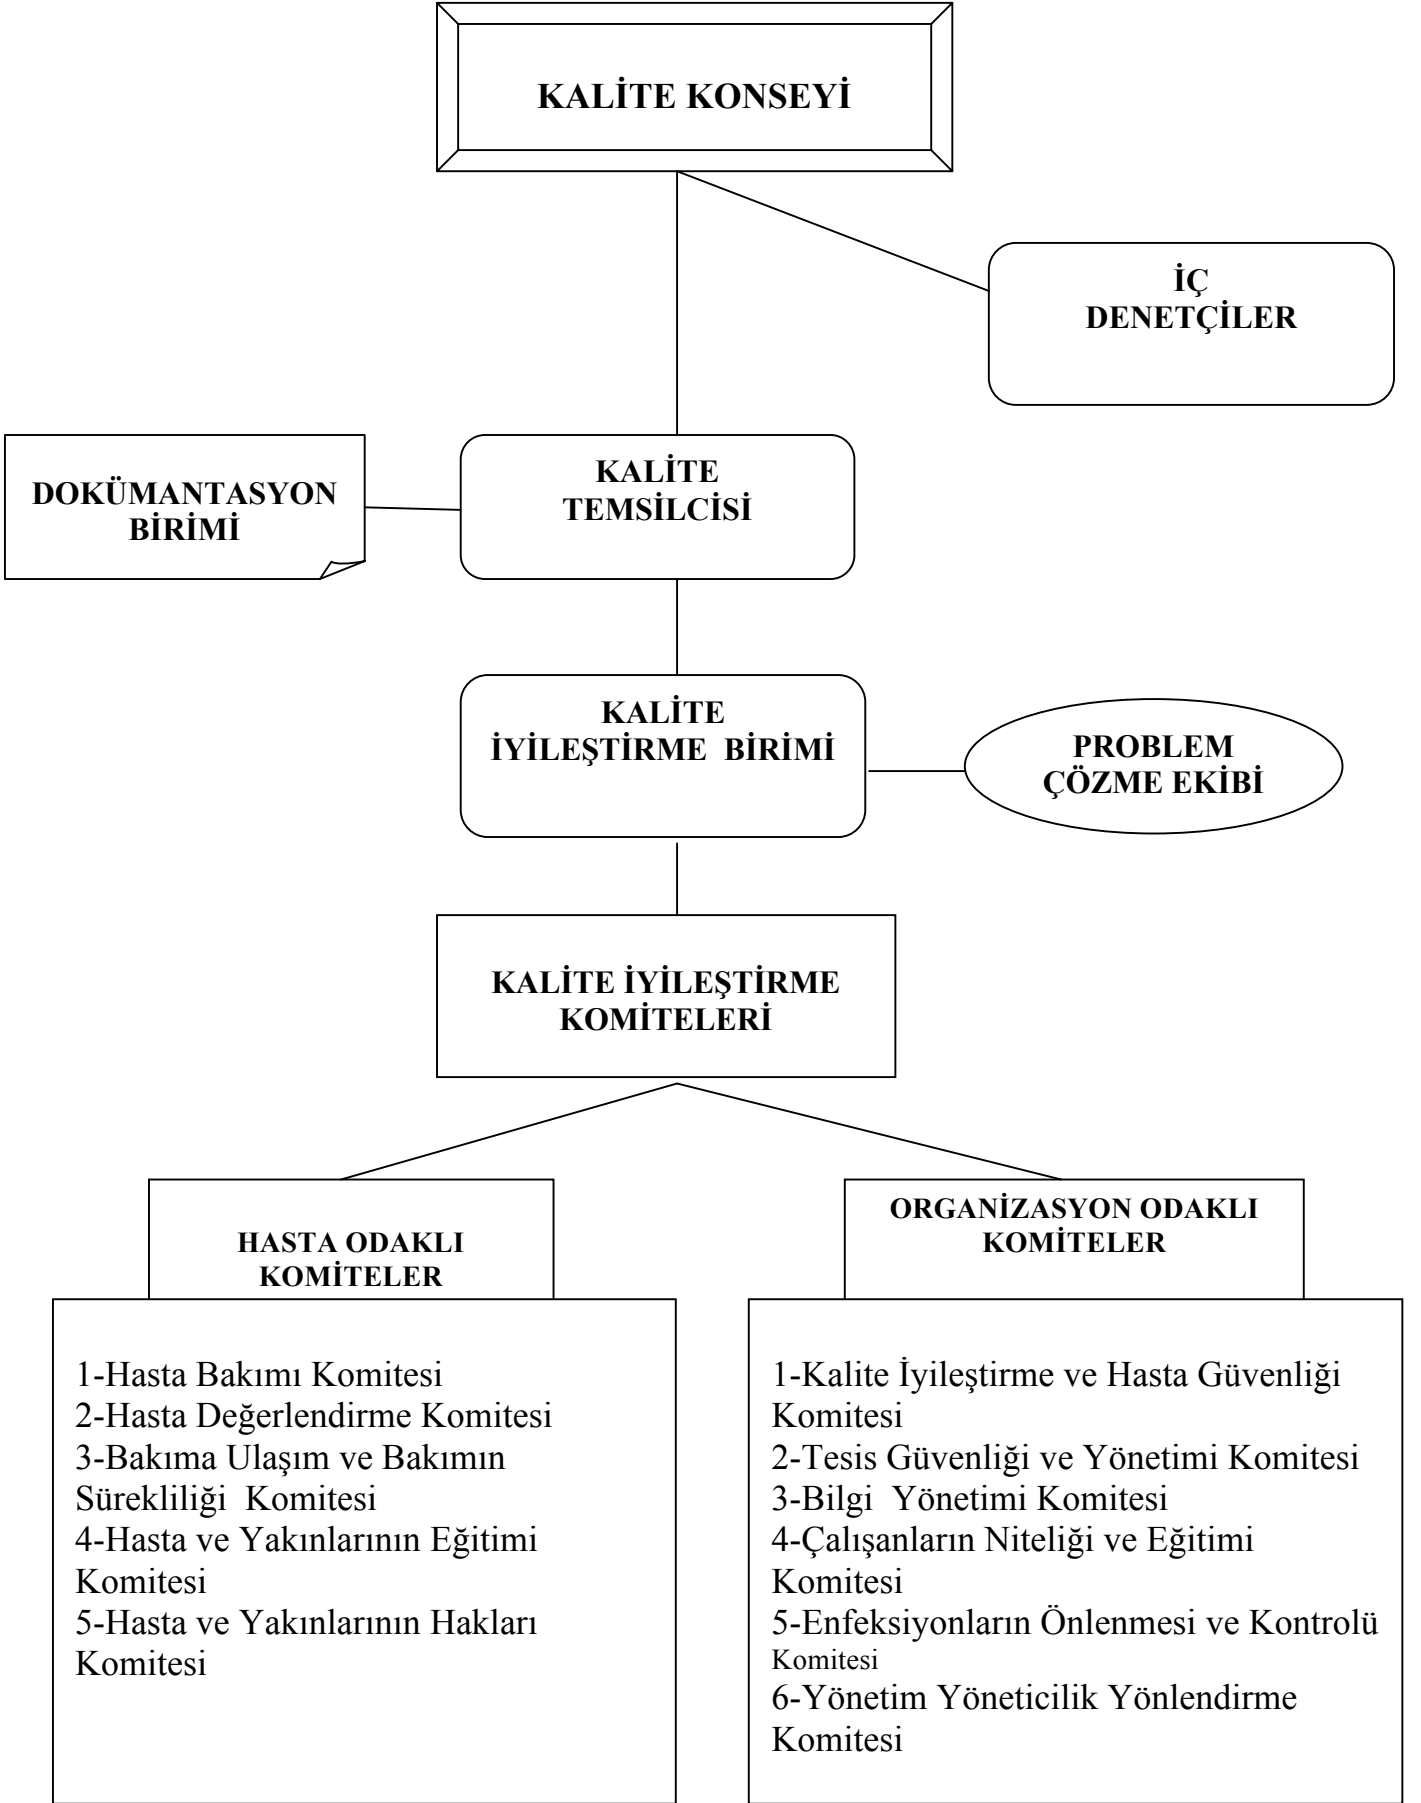 KALİTE KONSEYİ
İÇ
DENETÇİLER
DOKÜMANTASYON
BİRİMİ
KALİTE
TEMSİLCİSİ
KALİTE
İYİLEŞTİRME  BİRİMİ
PROBLEM
ÇÖZME EKİBİ
KALİTE İYİLEŞTİRME
KOMİTELERİ
HASTA ODAKLI
KOMİTELER
1-Hasta Bakımı Komitesi
2-Hasta Değerlendirme Komitesi
3-Bakıma Ulaşım ve Bakımın
Sürekliliği  Komitesi
4-Hasta ve Yakınlarının Eğitimi
Komitesi
5-Hasta ve Yakınlarının Hakları
Komitesi
ORGANİZASYON ODAKLI
KOMİTELER
1-Kalite İyileştirme ve Hasta Güvenliği
Komitesi
2-Tesis Güvenliği ve Yönetimi Komitesi
3-Bilgi  Yönetimi Komitesi
4-Çalışanların Niteliği ve Eğitimi
Komitesi
5-Enfeksiyonların Önlenmesi ve Kontrolü
Komitesi
6-Yönetim Yöneticilik Yönlendirme
Komitesi